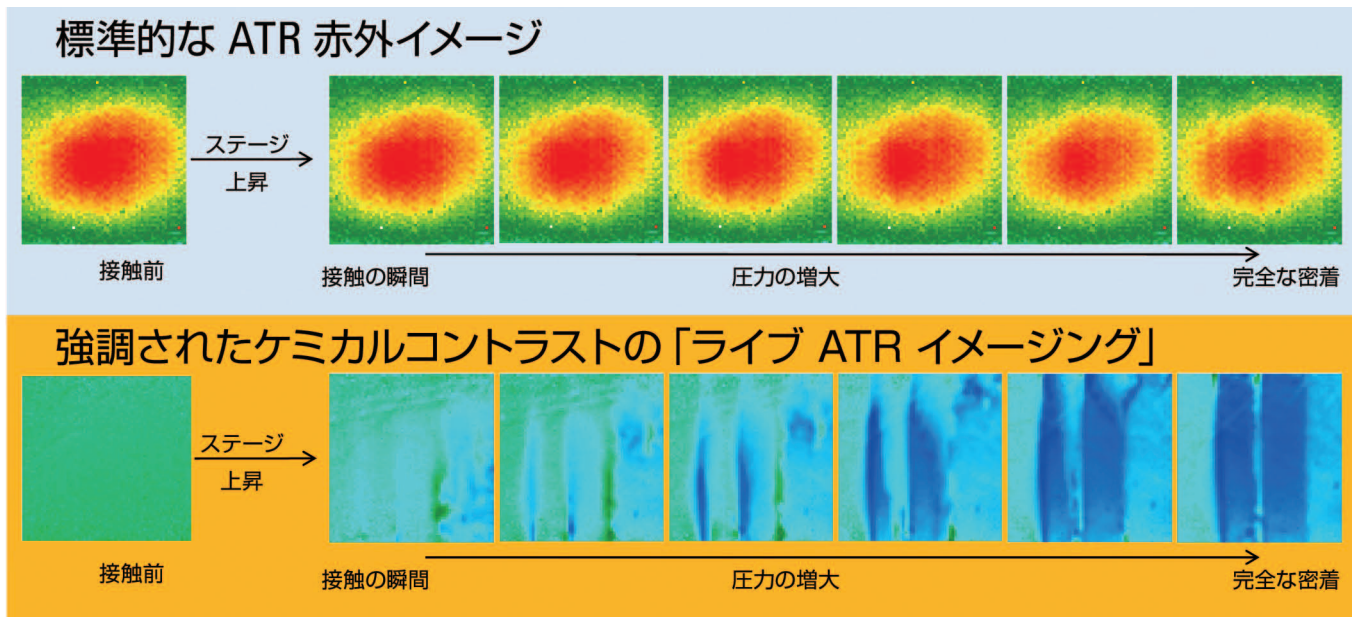 標準的な ATR 赤外イメージ
ステージ
上昇
接触前
接触の瞬間
圧力の増大
完全な密着
強調されたケミカルコントラストの「ライブ ATR イメージング」
ステージ
上昇
接触前
接触の瞬間
圧力の増大
完全な密着